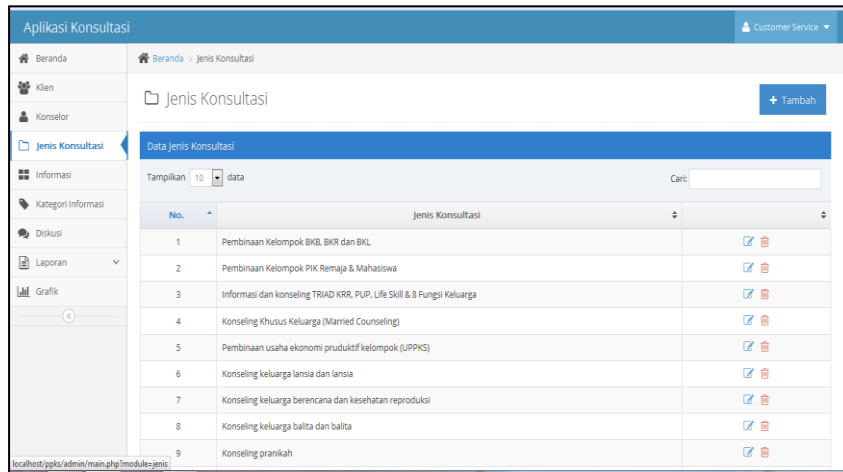 Aplikasi Konsultasi
Customer Service
Beranda
Klien
Konselor
Jenis Konsultasi
Informasi
Kategori Informasi
Diskusi
Laporan
Grafik
Beranda > Jenis Konsultasi
Jenis Konsultasi
+ Tambah
Data Jenis Konsultasi
Tampilkan 10 data
Cari:
No. Jenis Konsultasi
1 Pembinaan Kelompok BKB, BKR dan BKL
2 Pembinaan Kelompok PIK Remaja & Mahasiswa
3 Informasi dan konseling TRIAD KRR, PUP, Life Skill & 8 Fungsi Keluarga
4 Konseling Khusus Keluarga (Married Counseling)
5 Pembinaan usaha ekonomi pruduktif kelompok (UPPKS)
6 Konseling keluarga lansia dan lansia
7 Konseling keluarga berencana dan kesehatan reproduksi
8 Konseling keluarga balita dan balita
9 Konseling pranikah
localhost/ppks/admin/main.php?module=jenis